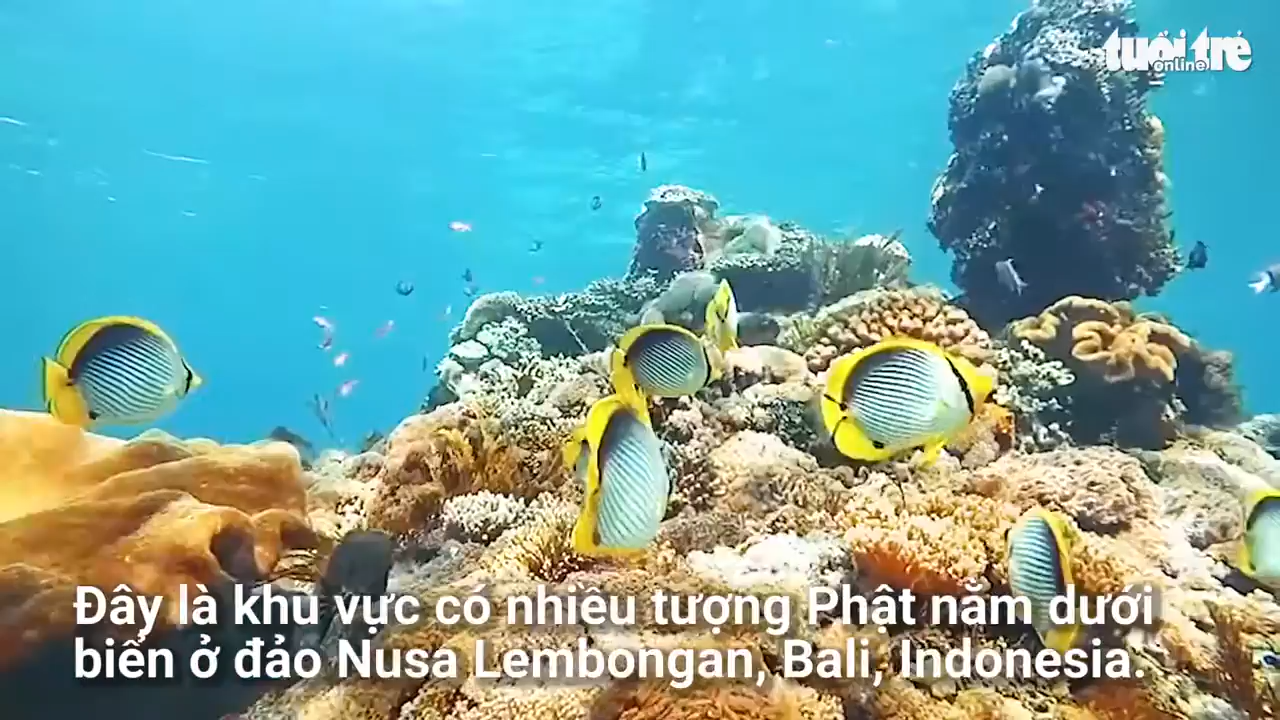 tuổi trẻ
online
Đây là khu vực có nhiều tượng Phật nằm dưới
biển ở đảo Nusa Lembongan, Bali, Indonesia.